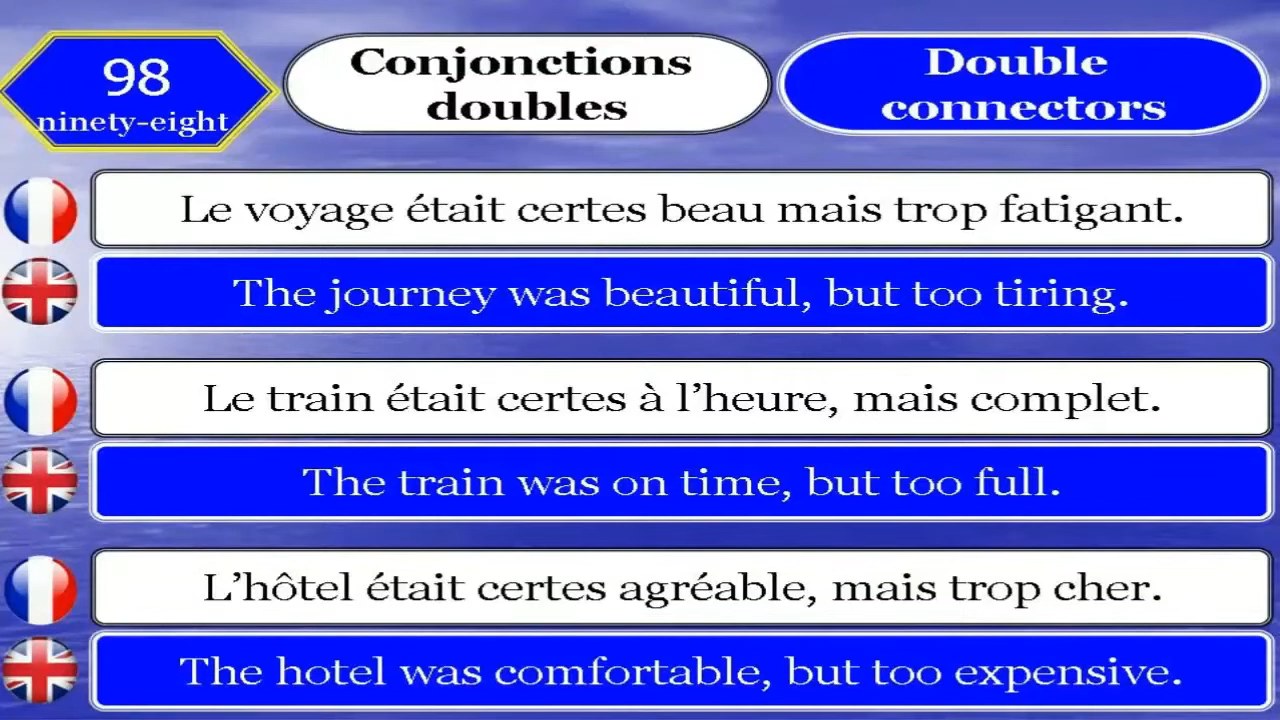 98
ninety-eight
Conjonctions
doubles
Double
connectors
Le voyage était certes beau mais trop fatigant.
The journey was beautiful, but too tiring.
Le train était certes à l’heure, mais complet.
The train was on time, but too full.
L’hôtel était certes agréable, mais trop cher.
The hotel was comfortable, but too expensive.